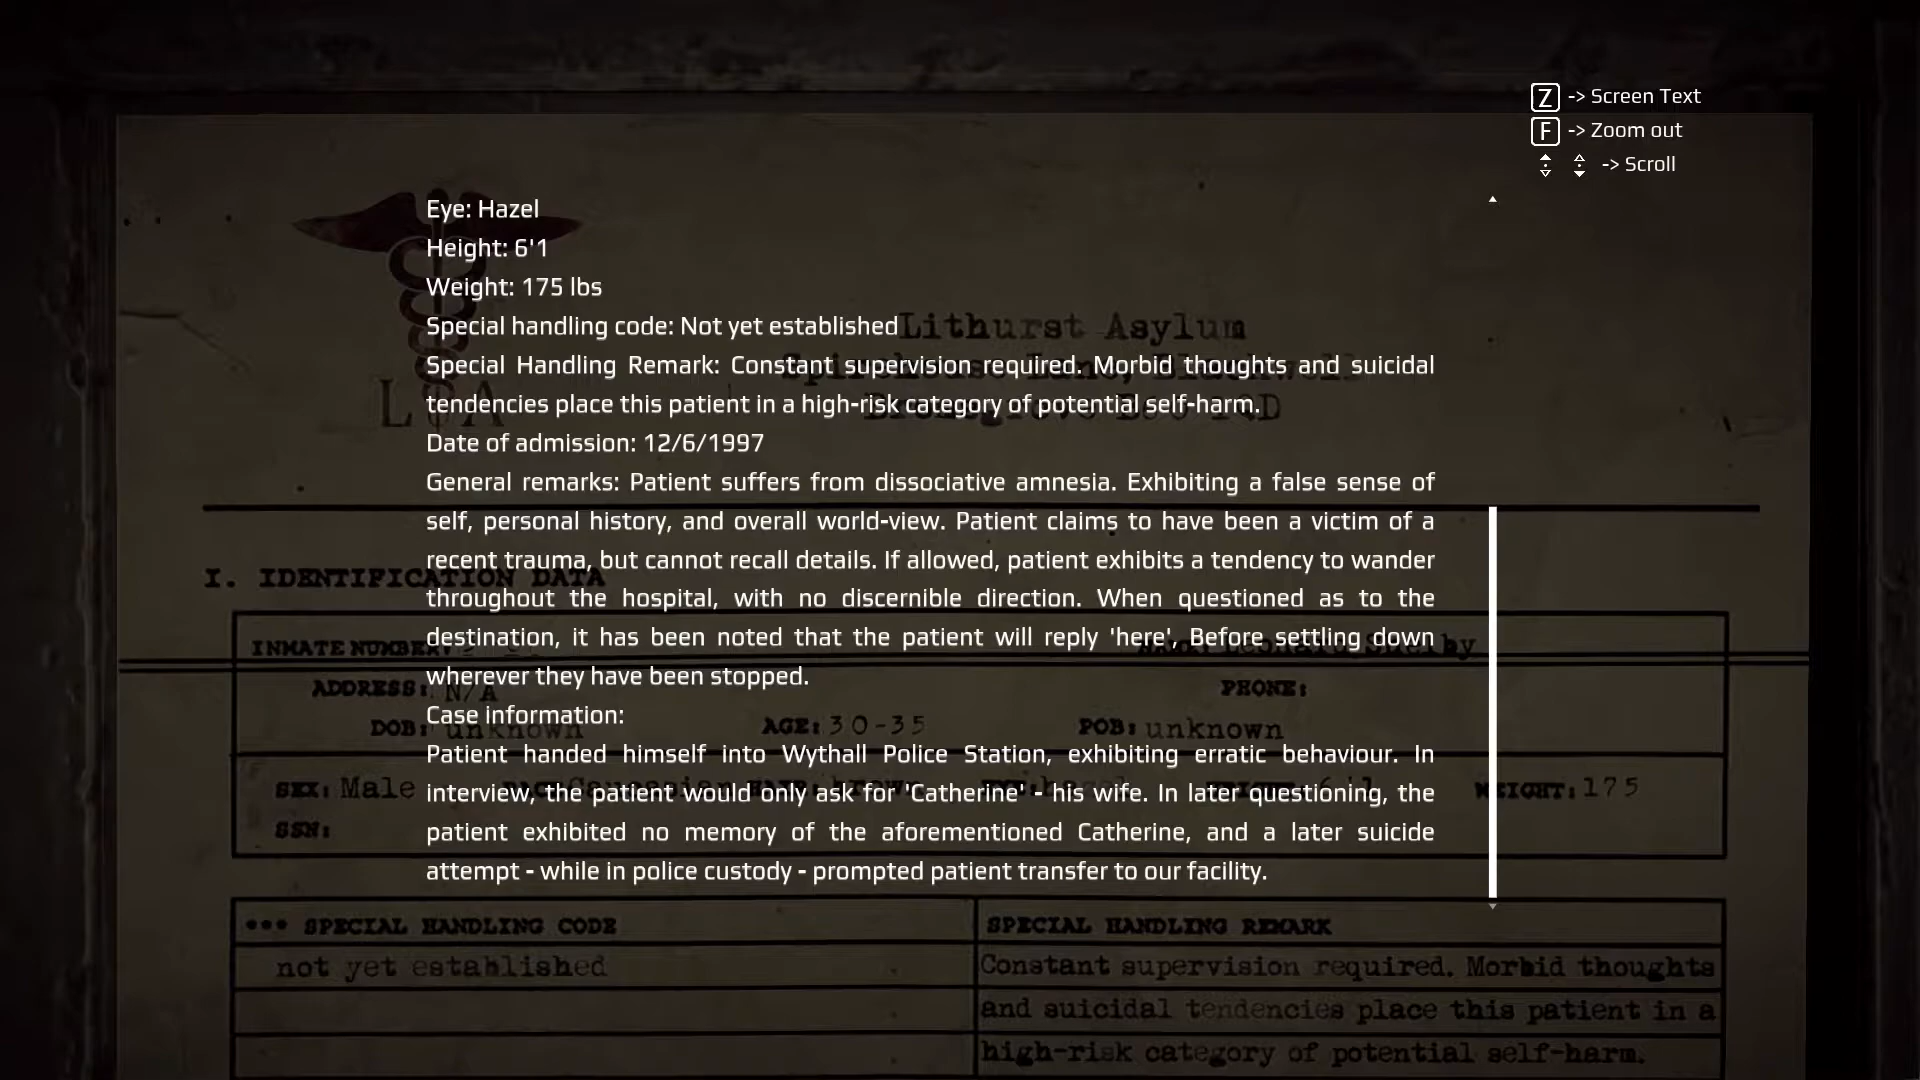 Z -> Screen Text
F -> Zoom out
-> Scroll
Eye: Hazel
Height: 6'1
Weight: 175 lbs
Special handling code: Not yet established
Special Handling Remark: Constant supervision required. Morbid thoughts and suicidal
tendencies place this patient in a high-risk category of potential self-harm.
Date of admission: 12/6/1997
General remarks: Patient suffers from dissociative amnesia. Exhibiting a false sense of
self, personal history, and overall world-view. Patient claims to have been a victim of a
recent trauma, but cannot recall details. If allowed, patient exhibits a tendency to wander
throughout the hospital, with no discernible direction. When questioned as to the
destination, it has been noted that the patient will reply 'here', Before settling down
wherever they have been stopped.
Case information:
Patient handed himself into Wythall Police Station, exhibiting erratic behaviour. In
interview, the patient would only ask for 'Catherine' - his wife. In later questioning, the
patient exhibited no memory of the aforementioned Catherine, and a later suicide
attempt - while in police custody - prompted patient transfer to our facility.
Lithurst Asylum
L A
I. IDENTIFICATION DATA
INMATE NUMBER:
ADDRESS: N/A PHONE:
DOB: unknown AGE: 30-35 POB: unknown
SEX: Male WEIGHT: 175
SSN:
*** SPECIAL HANDLING CODE
not yet established
SPECIAL HANDLING REMARK
Constant supervision required. Morbid thoughts
and suicidal tendencies place this patient in a
high-risk category of potential self-harm.